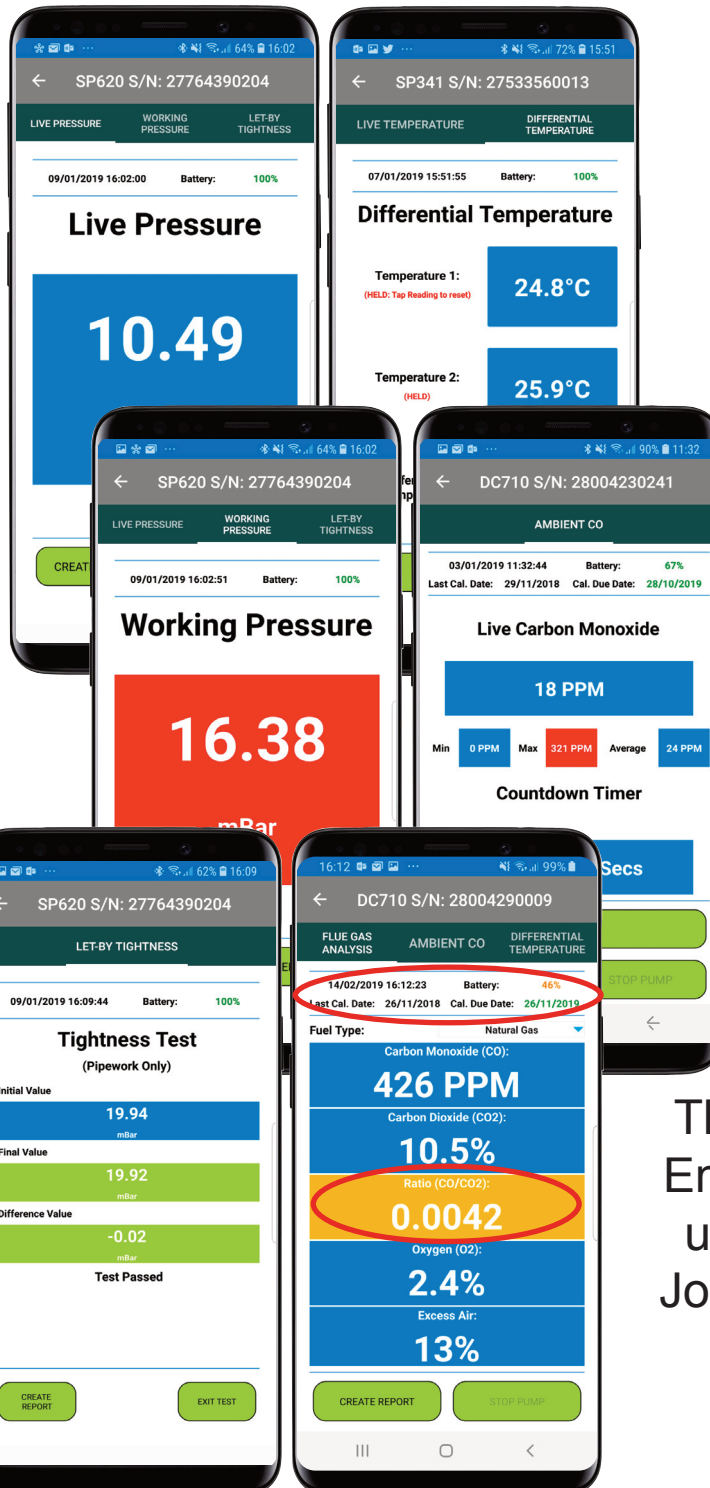 64% 16:02
SP620 S/N: 27764390204
LIVE PRESSURE
WORKING
PRESSURE
LET-BY
TIGHTNESS
09/01/2019 16:02:00 Battery: 100%
Live Pressure
10.49
72% 15:51
SP341 S/N: 27533560013
LIVE TEMPERATURE
DIFFERENTIAL
TEMPERATURE
07/01/2019 15:51:55 Battery: 100%
Differential Temperature
Temperature 1:
(HELD: Tap Reading to reset)
24.8°C
Temperature 2:
(HELD)
25.9°C
64% 16:02
SP620 S/N: 27764390204
LIVE PRESSURE
WORKING
PRESSURE
LET-BY
TIGHTNESS
09/01/2019 16:02:51 Battery: 100%
Working Pressure
16.38
mBar
90% 11:32
DC710 S/N: 28004230241
AMBIENT CO
03/01/2019 11:32:44 Battery: 67%
Last Cal. Date: 29/11/2018 Cal. Due Date: 28/10/2019
Live Carbon Monoxide
18 PPM
Min 0 PPM Max 321 PPM Average 24 PPM
Countdown Timer
Secs
STOP PUMP
62% 16:09
SP620 S/N: 27764390204
LET-BY TIGHTNESS
09/01/2019 16:09:44 Battery: 100%
Tightness Test
(Pipework Only)
Initial Value
19.94
mBar
Final Value
19.92
mBar
Difference Value
-0.02
mBar
Test Passed
CREATE
REPORT
EXIT TEST
16:12 99%
DC710 S/N: 28004290009
FLUE GAS
ANALYSIS
AMBIENT CO
DIFFERENTIAL
TEMPERATURE
14/02/2019 16:12:23 Battery: 46%
Last Cal. Date: 26/11/2018 Cal. Due Date: 26/11/2019
Fuel Type: Natural Gas
Carbon Monoxide (CO):
426 PPM
Carbon Dioxide (CO2):
10.5%
Ratio (CO/CO2):
0.0042
Oxygen (O2):
2.4%
Excess Air:
13%
CREATE REPORT
STOP PUMP